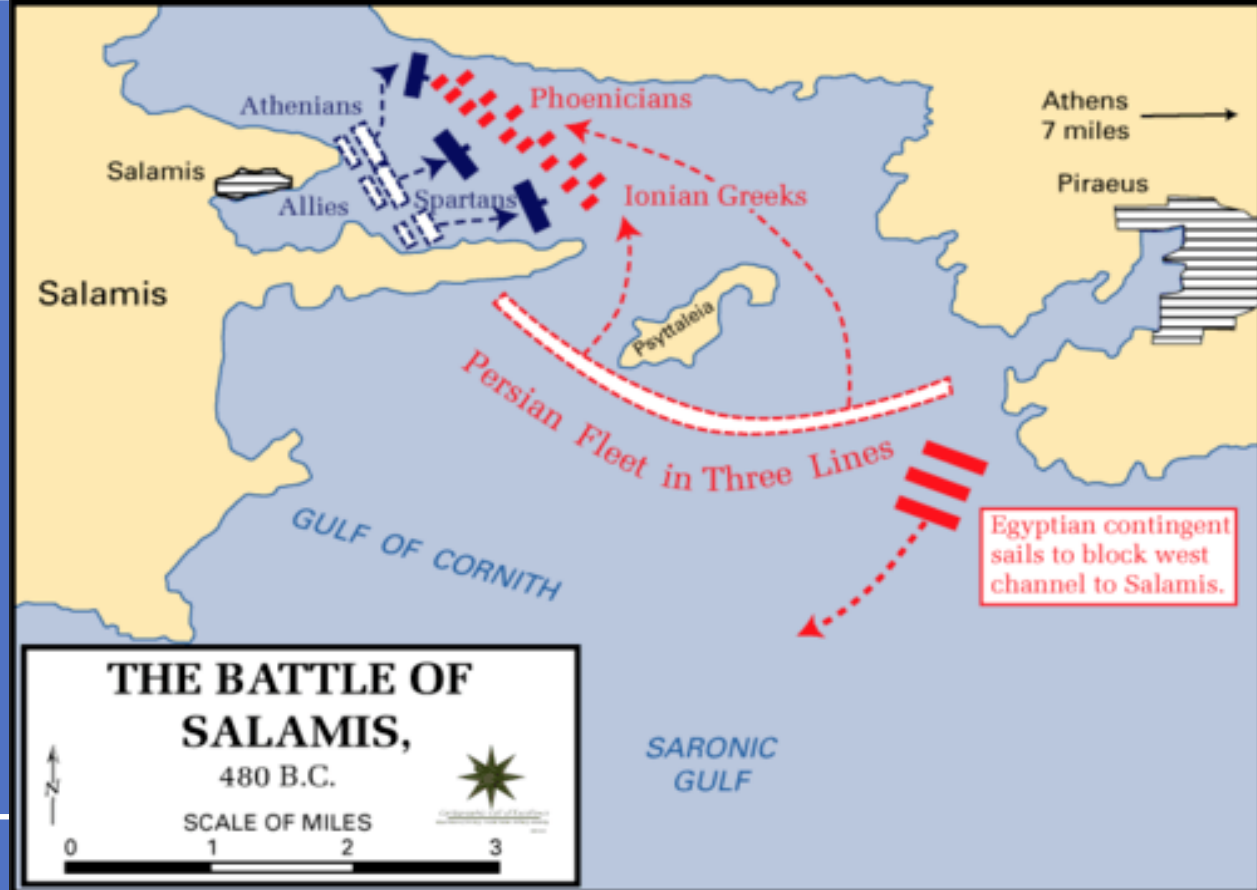 Athenians
Phoenicians
Athens
7 miles
Salamis
Piraeus
Allies
Spartans
Ionian Greeks
Salamis
Psyttaleia
Persian Fleet in Three Lines
GULF OF CORNITH
Egyptian contingent
sails to block west
channel to Salamis.
THE BATTLE OF
SALAMIS,
480 B.C.
N
SCALE OF MILES
0 1 2 3
SARONIC
GULF